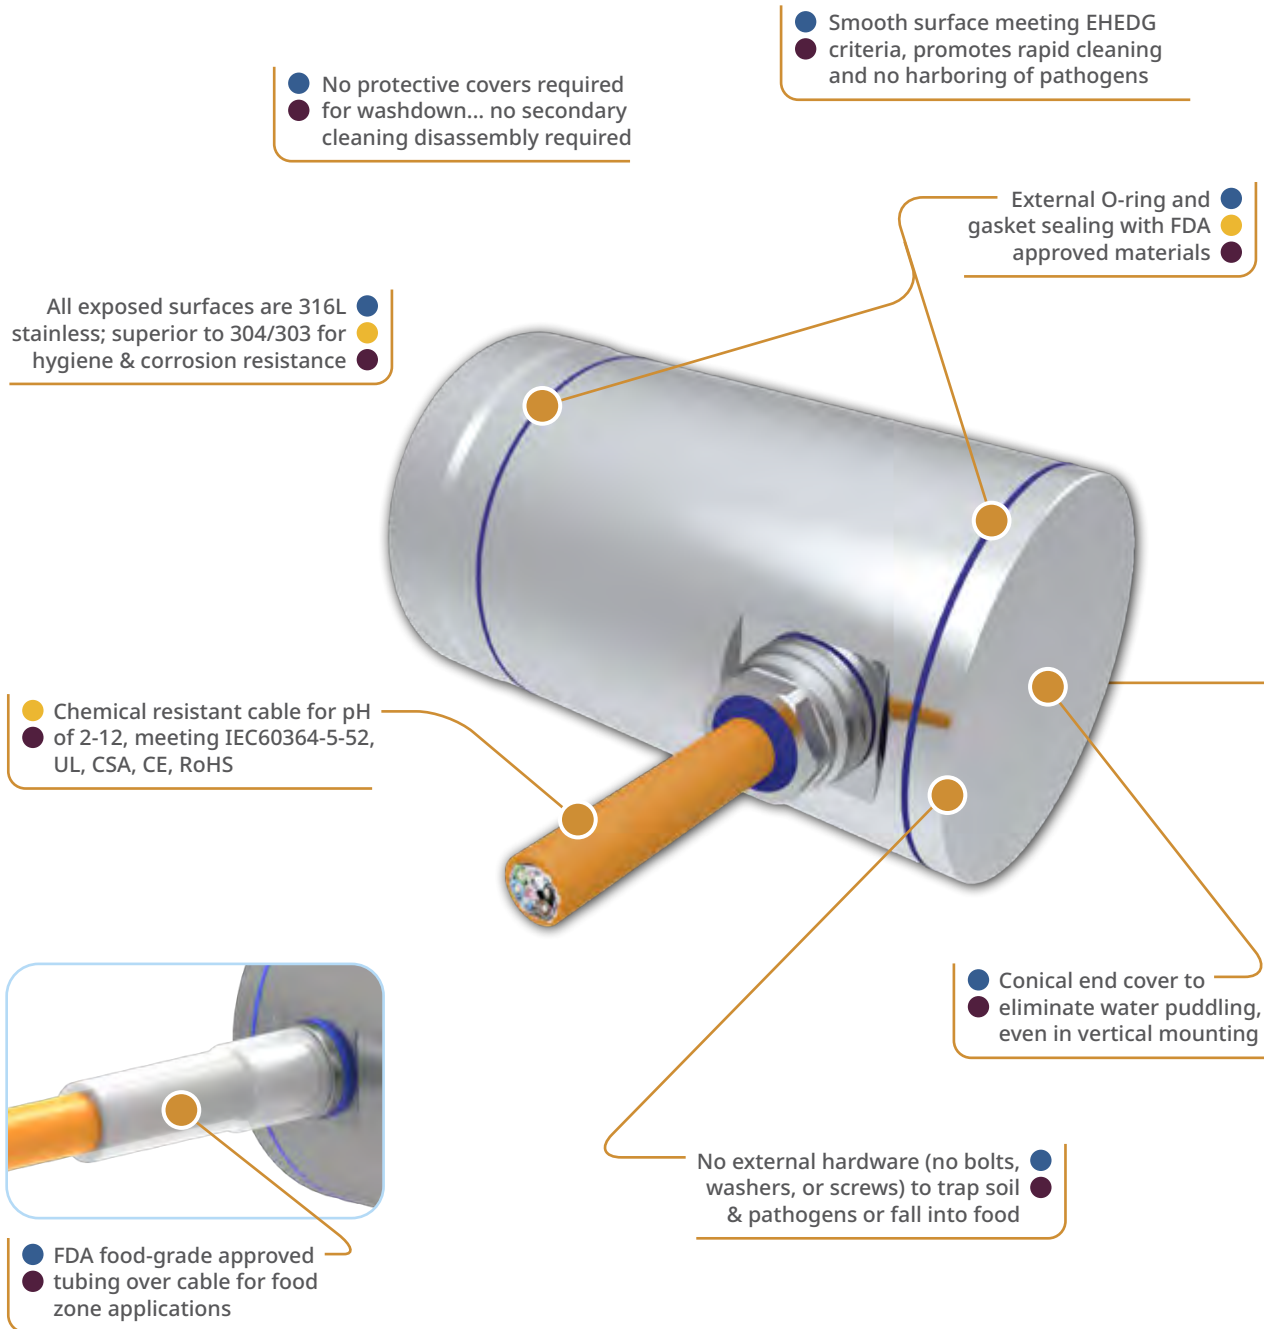 Smooth surface meeting EHEDG
criteria, promotes rapid cleaning
and no harboring of pathogens
No protective covers required
for washdown... no secondary
cleaning disassembly required
External O-ring and
gasket sealing with FDA
approved materials
All exposed surfaces are 316L
stainless; superior to 304/303 for
hygiene & corrosion resistance
Chemical resistant cable for pH
of 2-12, meeting IEC60364-5-52,
UL, CSA, CE, RoHS
Conical end cover to
eliminate water puddling,
even in vertical mounting
No external hardware (no bolts,
washers, or screws) to trap soil
& pathogens or fall into food
FDA food-grade approved
tubing over cable for food
zone applications